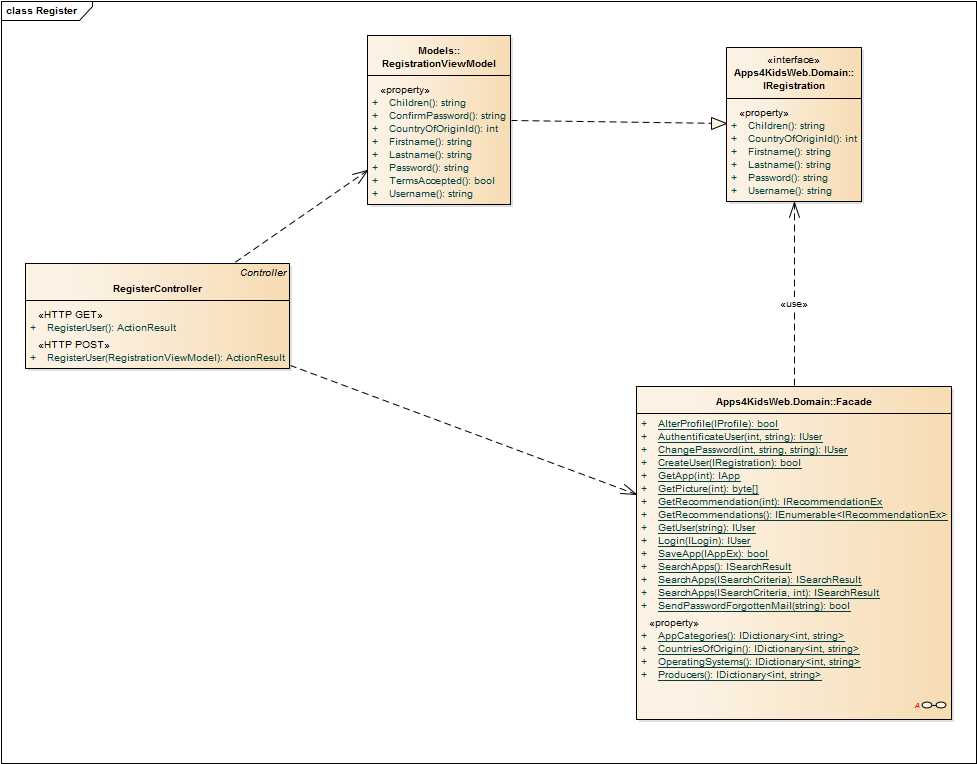 class Register
Models::
RegistrationViewModel
«property»
+ Children(): string
+ ConfirmPassword(): string
+ CountryOfOriginId(): int
+ Firstname(): string
+ Lastname(): string
+ Password(): string
+ TermsAccepted(): bool
+ Username(): string
«interface»
Apps4KidsWeb.Domain::
IRegistration
«property»
+ Children(): string
+ CountryOfOriginId(): int
+ Firstname(): string
+ Lastname(): string
+ Password(): string
+ Username(): string
Controller
RegisterController
«HTTP GET»
+ RegisterUser(): ActionResult
«HTTP POST»
+ RegisterUser(RegistrationViewModel): ActionResult
«use»
Apps4KidsWeb.Domain::Facade
+ AlterProfile(IProfile): bool
+ AuthentificateUser(int, string): IUser
+ ChangePassword(int, string, string): IUser
+ CreateUser(IRegistration): bool
+ GetApp(int): IApp
+ GetPicture(int): byte[]
+ GetRecommendation(int): IRecommendationEx
+ GetRecommendations(): IEnumerable<IRecommendationEx>
+ GetUser(string): IUser
+ Login(ILogin): IUser
+ SaveApp(IAppEx): bool
+ SearchApps(): ISearchResult
+ SearchApps(ISearchCriteria): ISearchResult
+ SearchApps(ISearchCriteria, int): ISearchResult
+ SendPasswordForgottenMail(string): bool
«property»
+ AppCategories(): IDictionary<int, string>
+ CountriesOfOrigin(): IDictionary<int, string>
+ OperatingSystems(): IDictionary<int, string>
+ Producers(): IDictionary<int, string>
A